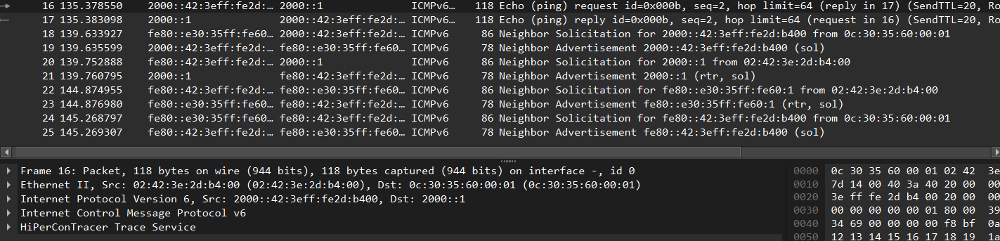 16 135.378550 2000::42:3eff:fe2d:… 2000::1 ICMPv6… 118 Echo (ping) request id=0x000b, seq=2, hop limit=64 (reply in 17) (SendTTL=20, Ro
17 135.383098 2000::1 2000::42:3eff:fe2d:… ICMPv6… 118 Echo (ping) reply id=0x000b, seq=2, hop limit=64 (request in 16) (SendTTL=20, Ro
18 139.633927 fe80::e30:35ff:fe60… 2000::42:3eff:fe2d:… ICMPv6 86 Neighbor Solicitation for 2000::42:3eff:fe2d:b400 from 0c:30:35:60:00:01
19 139.635599 2000::42:3eff:fe2d:… fe80::e30:35ff:fe60… ICMPv6 78 Neighbor Advertisement 2000::42:3eff:fe2d:b400 (sol)
20 139.752888 fe80::42:3eff:fe2d:… 2000::1 ICMPv6 86 Neighbor Solicitation for 2000::1 from 02:42:3e:2d:b4:00
21 139.760795 2000::1 fe80::42:3eff:fe2d:… ICMPv6 78 Neighbor Advertisement 2000::1 (rtr, sol)
22 144.874955 fe80::42:3eff:fe2d:… fe80::e30:35ff:fe60… ICMPv6 86 Neighbor Solicitation for fe80::e30:35ff:fe60:1 from 02:42:3e:2d:b4:00
23 144.876980 fe80::e30:35ff:fe60… fe80::42:3eff:fe2d:… ICMPv6 78 Neighbor Advertisement fe80::e30:35ff:fe60:1 (rtr, sol)
24 145.268797 fe80::e30:35ff:fe60… fe80::42:3eff:fe2d:… ICMPv6 86 Neighbor Solicitation for fe80::42:3eff:fe2d:b400 from 0c:30:35:60:00:01
25 145.269307 fe80::42:3eff:fe2d:… fe80::e30:35ff:fe60… ICMPv6 78 Neighbor Advertisement fe80::42:3eff:fe2d:b400 (sol)
Frame 16: Packet, 118 bytes on wire (944 bits), 118 bytes captured (944 bits) on interface -, id 0
Ethernet II, Src: 02:42:3e:2d:b4:00 (02:42:3e:2d:b4:00), Dst: 0c:30:35:60:00:01 (0c:30:35:60:00:01)
Internet Protocol Version 6, Src: 2000::42:3eff:fe2d:b400, Dst: 2000::1
Internet Control Message Protocol v6
HiPerConTracer Trace Service
0000 0c 30 35 60 00 01 02 42 3e
0010 7d 14 00 40 3a 40 20 00 00
0020 3e ff fe 2d b4 00 20 00 00
0030 00 00 00 00 00 01 80 00 39
0040 34 69 00 00 00 00 f8 bf 0a
0050 12 13 14 15 16 17 18 19 1a